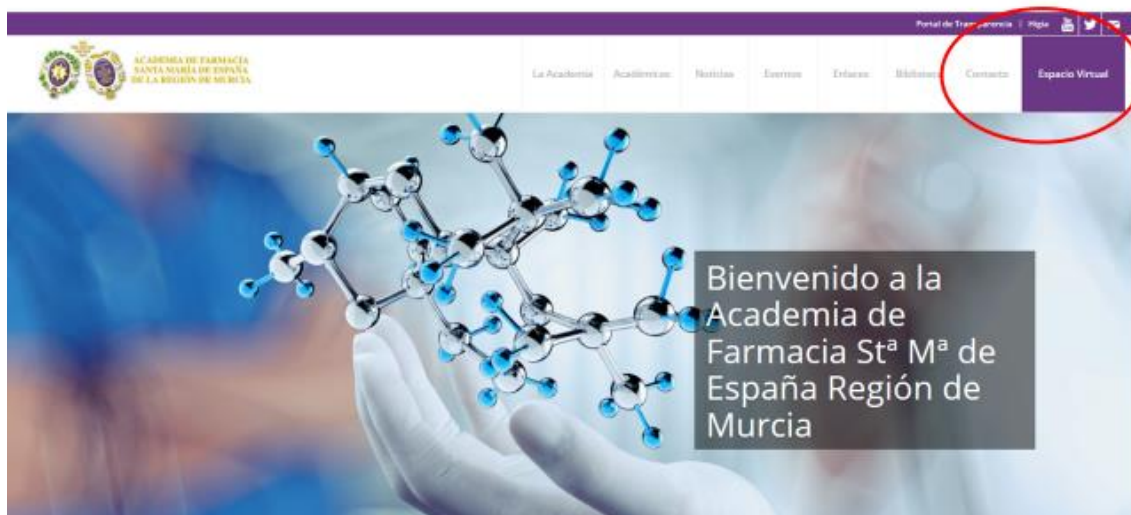 Portal de Transparencia | Higia
ACADEMIA DE FARMACIA
SANTA MARÍA DE ESPAÑA
DE LA REGIÓN DE MURCIA
La Academia Académicos Noticias Eventos Enlaces Biblioteca Contacto Espacio Virtual
Bienvenido a la
Academia de
Farmacia Stª Mª de
España Región de
Murcia